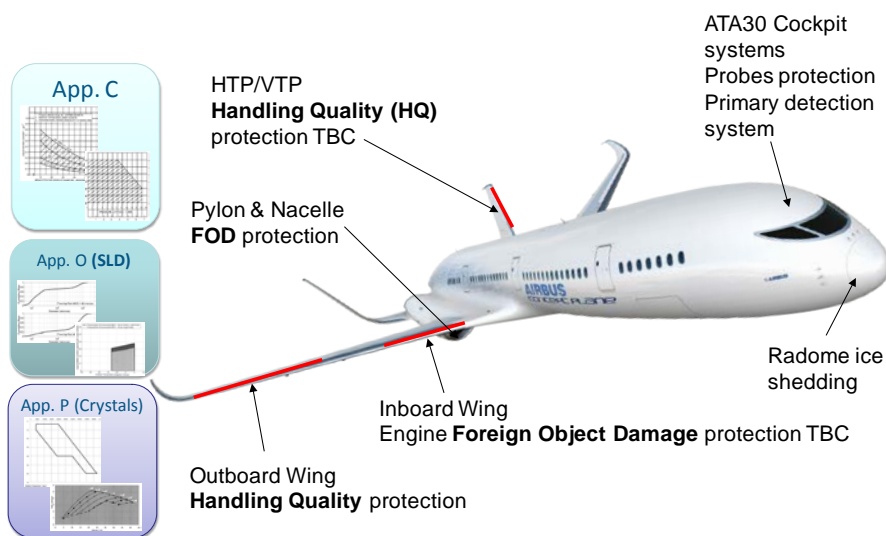 App. C
App. O (SLD)
App. P (Crystals)
HTP/VTP
Handling Quality (HQ)
protection TBC
Pylon & Nacelle
FOD protection
ATA30 Cockpit
systems
Probes protection
Primary detection
system
AIRBUS
CONCEPT PLANE
Radome ice
shedding
Inboard Wing
Engine Foreign Object Damage protection TBC
Outboard Wing
Handling Quality protection